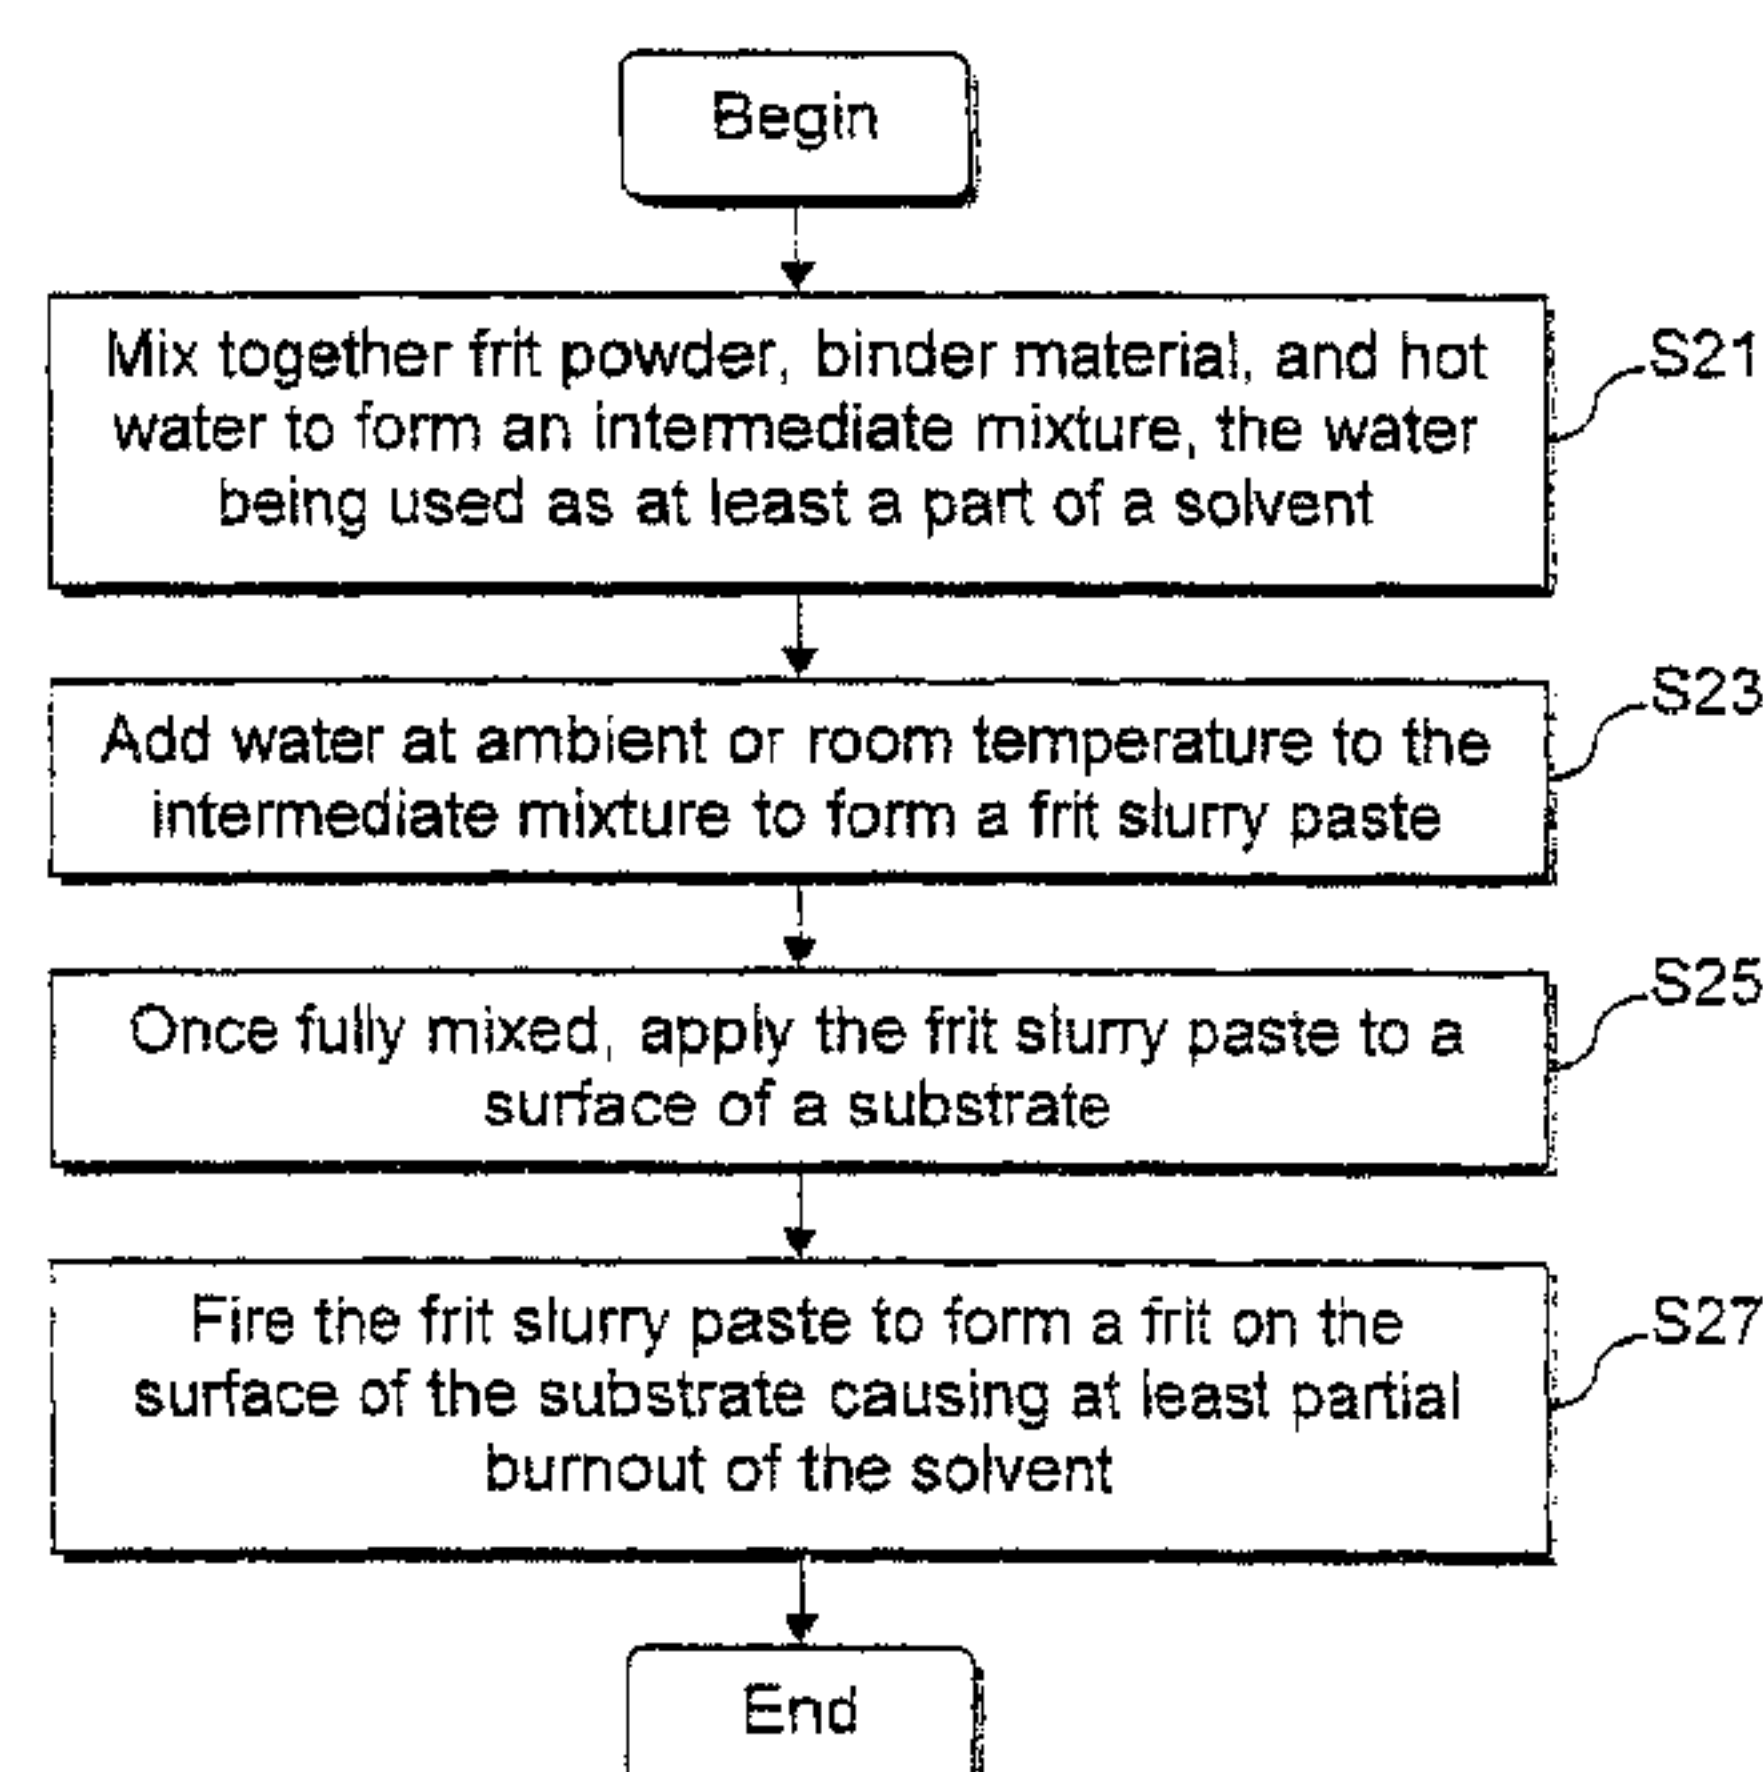 Begin
Mix together frit powder, binder material, and hot
water to form an intermediate mixture, the water
being used as at least a part of a solvent
S21
Add water at ambient or room temperature to the
intermediate mixture to form a frit slurry paste
S23
Once fully mixed, apply the frit slurry paste to a
surface of a substrate
S25
Fire the frit slurry paste to form a frit on the
surface of the substrate causing at least partial
burnout of the solvent
S27
End